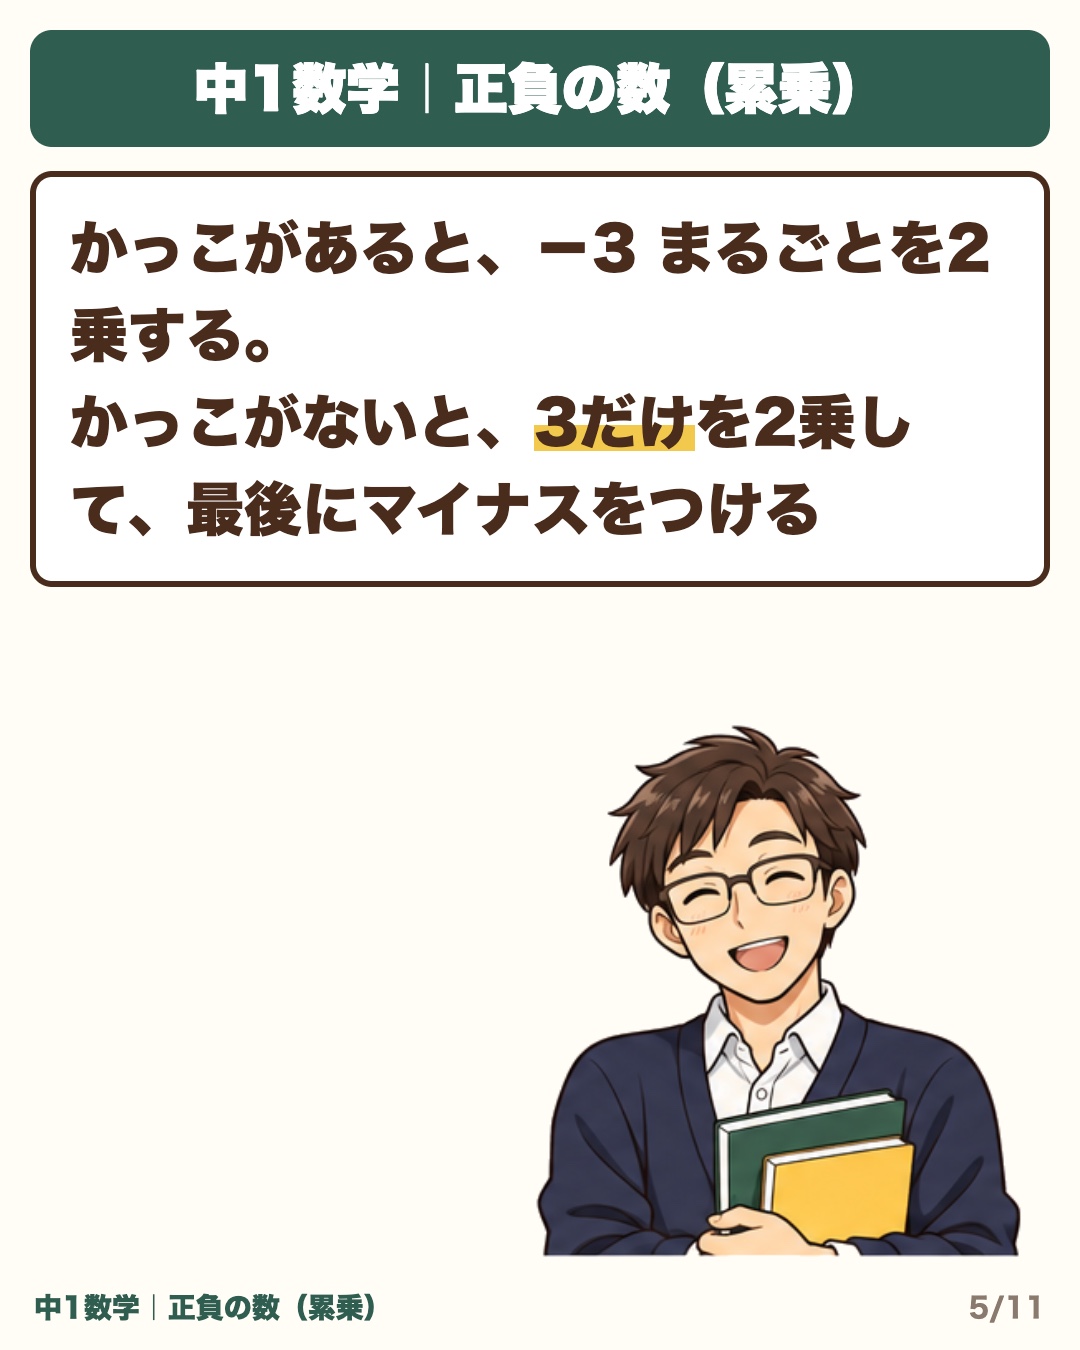 中1数学｜正負の数（累乗）
かっこがあると、−3 まるごとを2
乗する。
かっこがないと、3だけを2乗し
て、最後にマイナスをつける
中1数学｜正負の数（累乗）
5/11